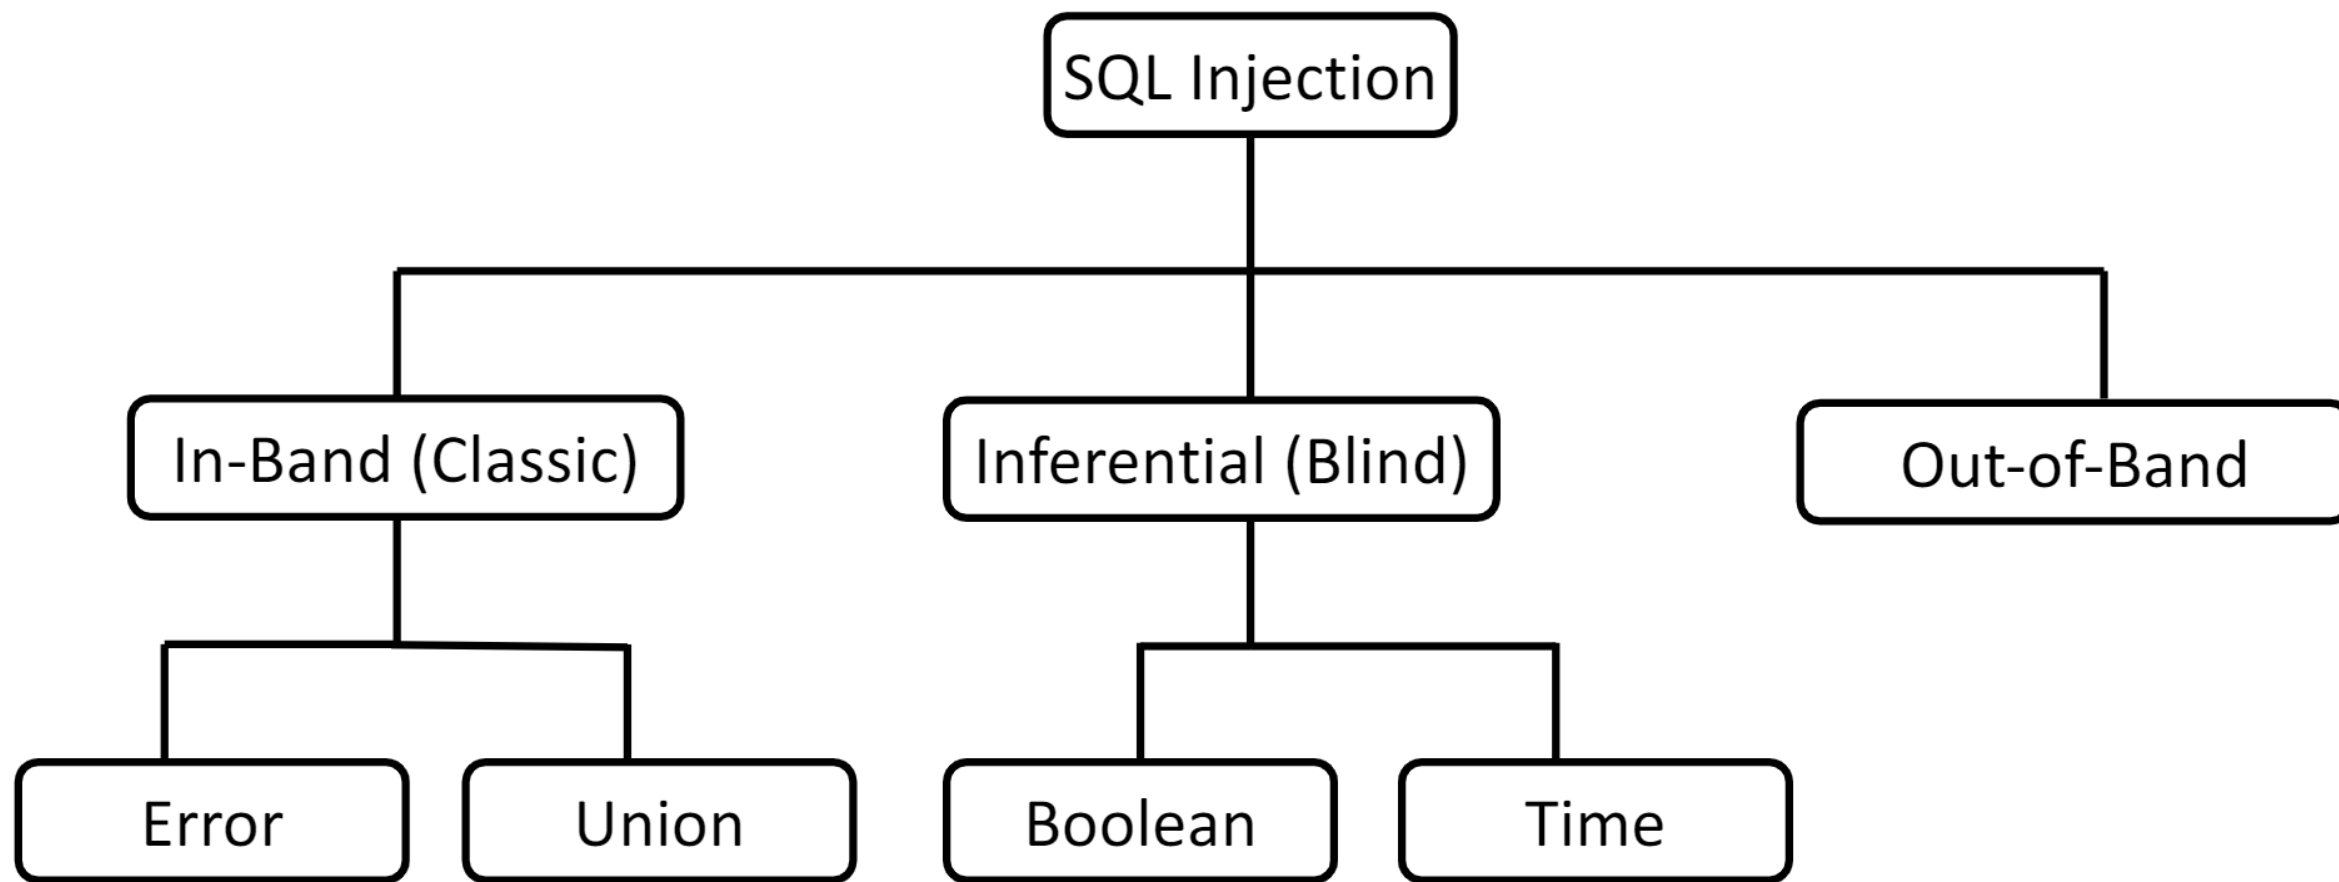 SQL Injection
In-Band (Classic)
Inferential (Blind)
Out-of-Band
Error
Union
Boolean
Time